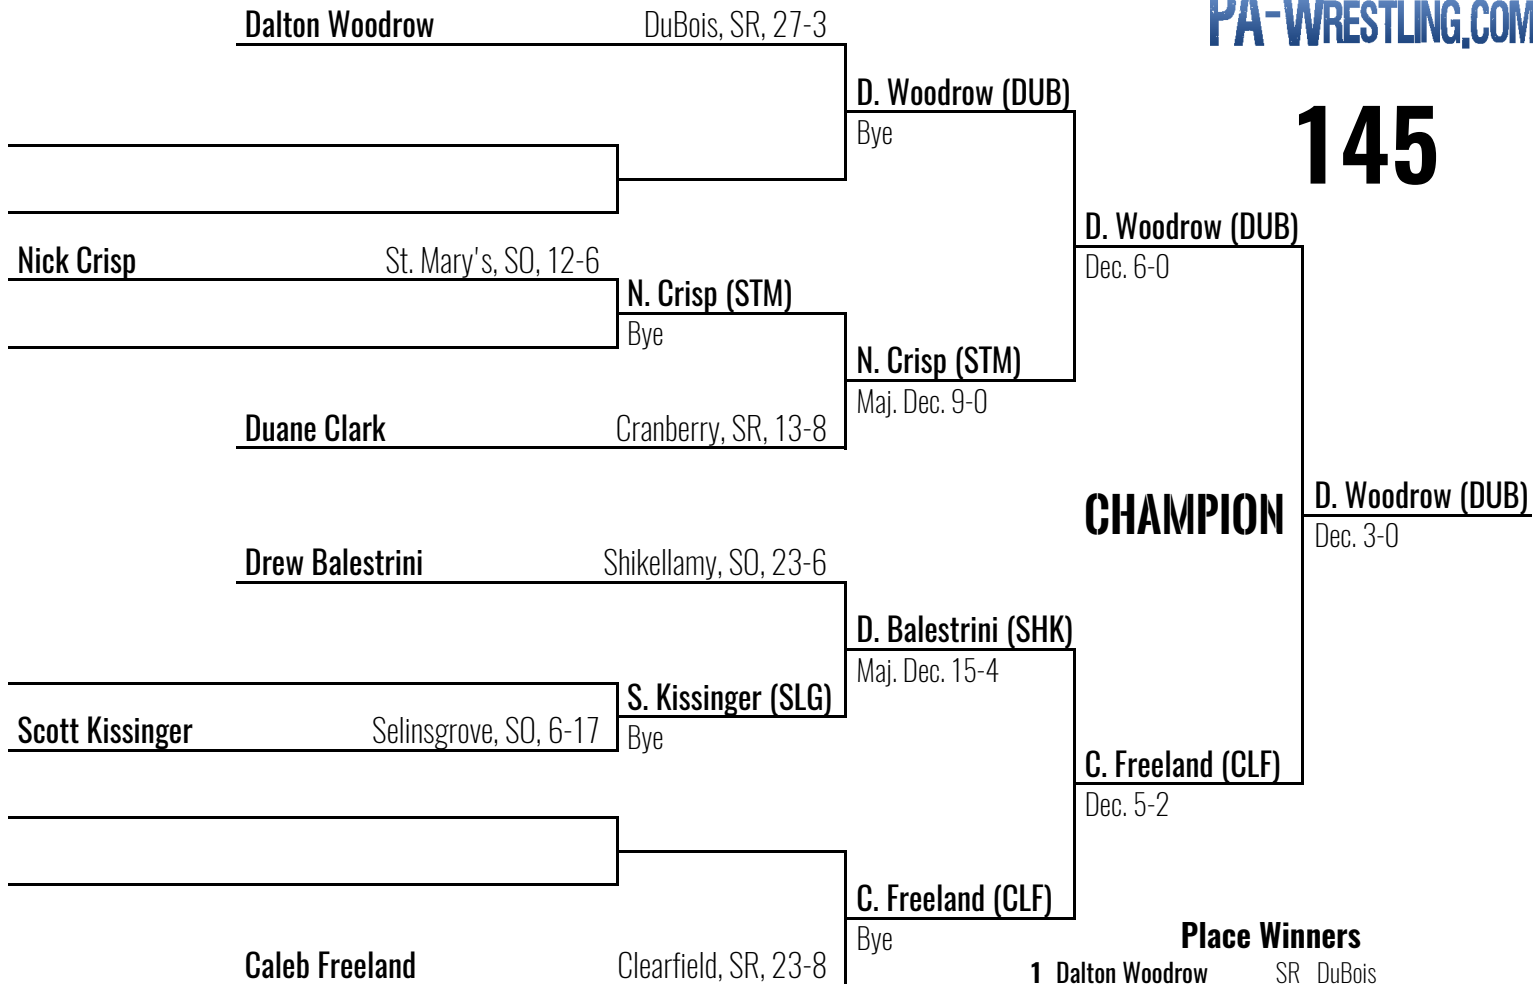 PA-WRESTLING.COM
145
Dalton Woodrow DuBois, SR, 27-3
D. Woodrow (DUB)
Bye
D. Woodrow (DUB)
Dec. 6-0
Nick Crisp St. Mary's, SO, 12-6
N. Crisp (STM)
Bye
N. Crisp (STM)
Maj. Dec. 9-0
Duane Clark Cranberry, SR, 13-8
CHAMPION
D. Woodrow (DUB)
Dec. 3-0
Drew Balestrini Shikellamy, SO, 23-6
D. Balestrini (SHK)
Maj. Dec. 15-4
S. Kissinger (SLG)
Bye
Scott Kissinger Selinsgrove, SO, 6-17
C. Freeland (CLF)
Dec. 5-2
C. Freeland (CLF)
Bye
Caleb Freeland Clearfield, SR, 23-8
Place Winners
1 Dalton Woodrow SR DuBois